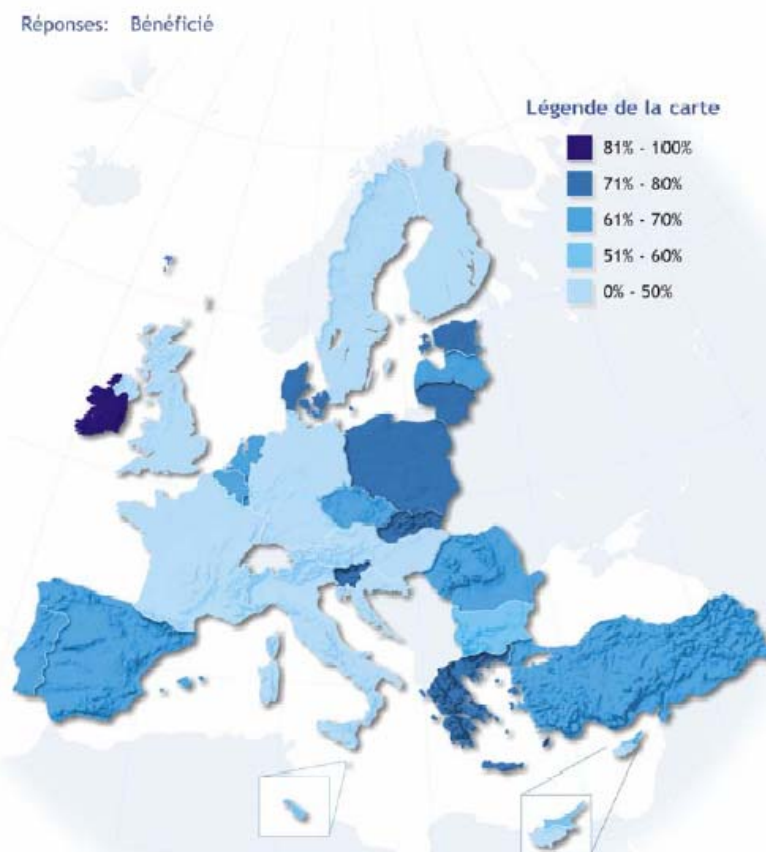 Réponses: Bénéficié
Légende de la carte
81% - 100%
71% - 80%
61% - 70%
51% - 60%
0% - 50%